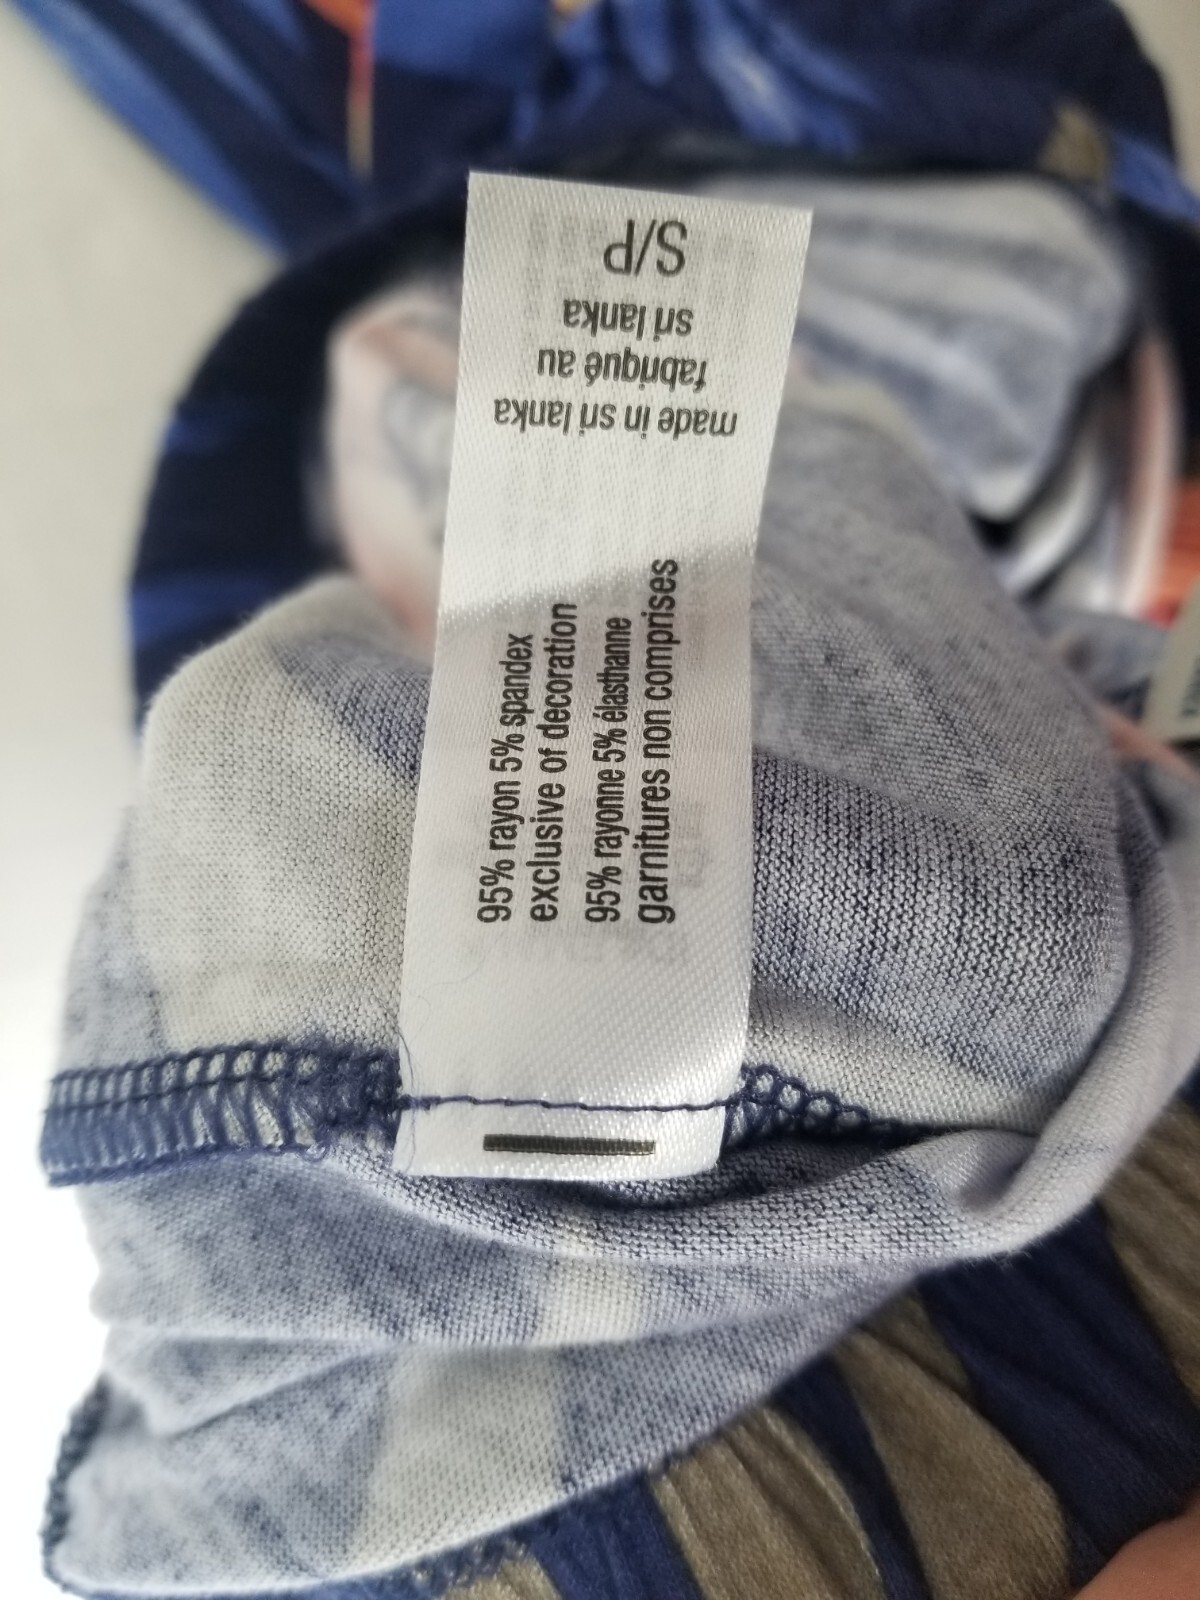 S/P
sri lanka
fabriqué au
made in sri lanka
95% rayon 5% spandex
exclusive of decoration
95% rayonne 5% élasthanne
garnitures non comprises